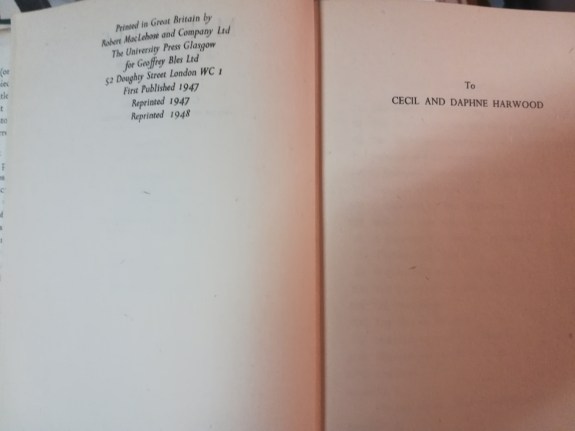 Printed in Great Britain by
Robert MacLehose and Company Ltd
The University Press Glasgow
for Geoffrey Bles Ltd
52 Doughty Street London WC 1
First Published 1947
Reprinted 1947
Reprinted 1948
To
CECIL AND DAPHNE HARWOOD